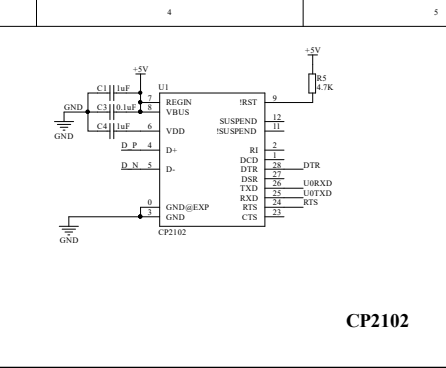 4 5
+5V
+5V
C1 1uF
U1
R5
4.7K
GND
C3 0.1uF
7 REGIN
8 VBUS
!RST 9
C4 1uF
6 VDD
SUSPEND 12
!SUSPEND 11
GND
D_P 4 D+
RI 2
DCD 1
DTR 28 DTR
D_N 5 D-
DSR 27
TXD 26 U0RXD
RXD 25 U0TXD
0 GND@EXP
RTS 24 RTS
3 GND
CTS 23
GND
CP2102
CP2102